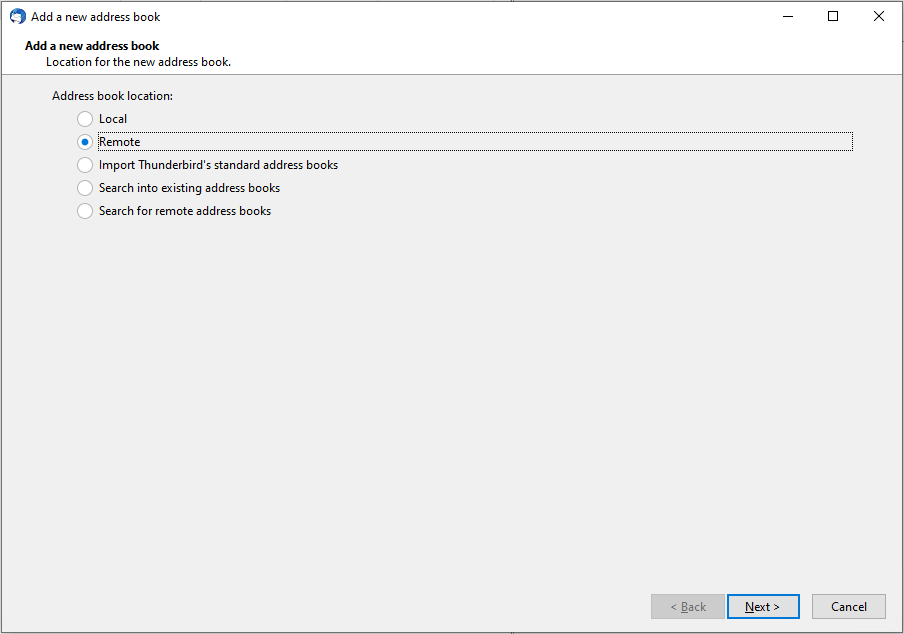 Add a new address book
Add a new address book
Location for the new address book.
Address book location:
Local
Remote
Import Thunderbird's standard address books
Search into existing address books
Search for remote address books
< Back
Next >
Cancel